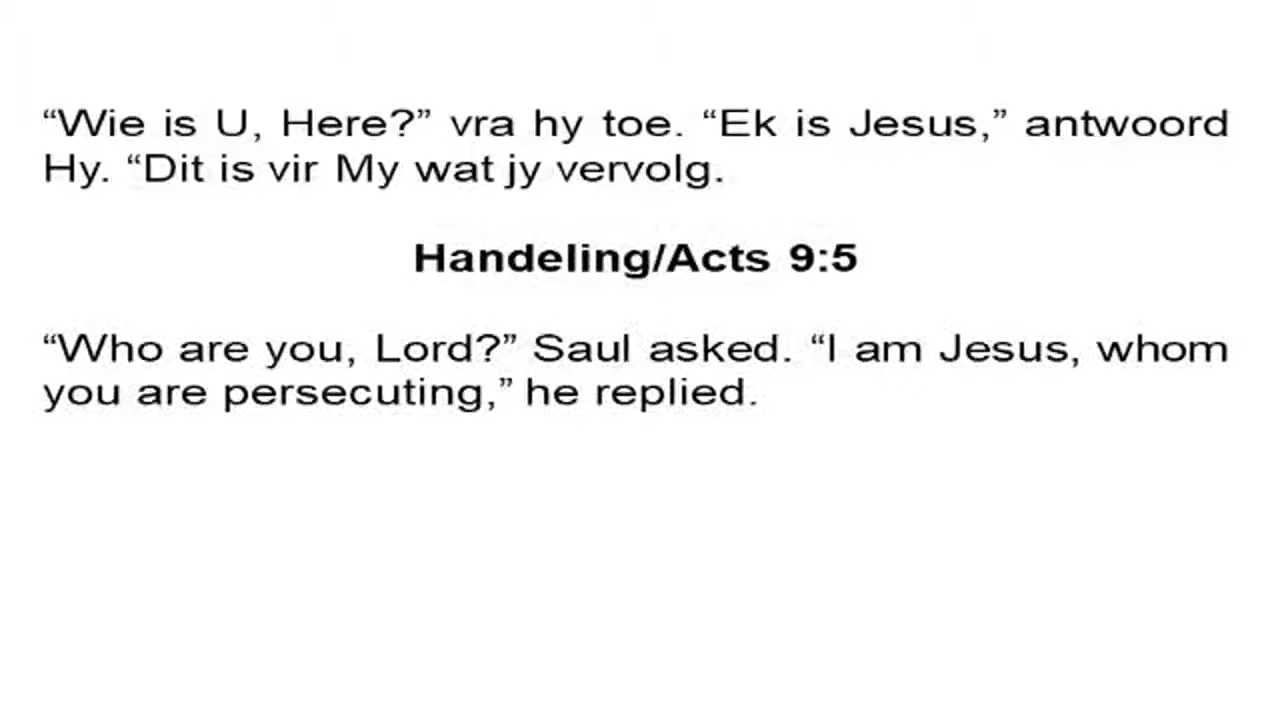 “Wie is U, Here?” vra hy toe. “Ek is Jesus,” antwoord
Hy. “Dit is vir My wat jy vervolg.
Handeling/Acts 9:5
“Who are you, Lord?” Saul asked. “I am Jesus, whom
you are persecuting,” he replied.